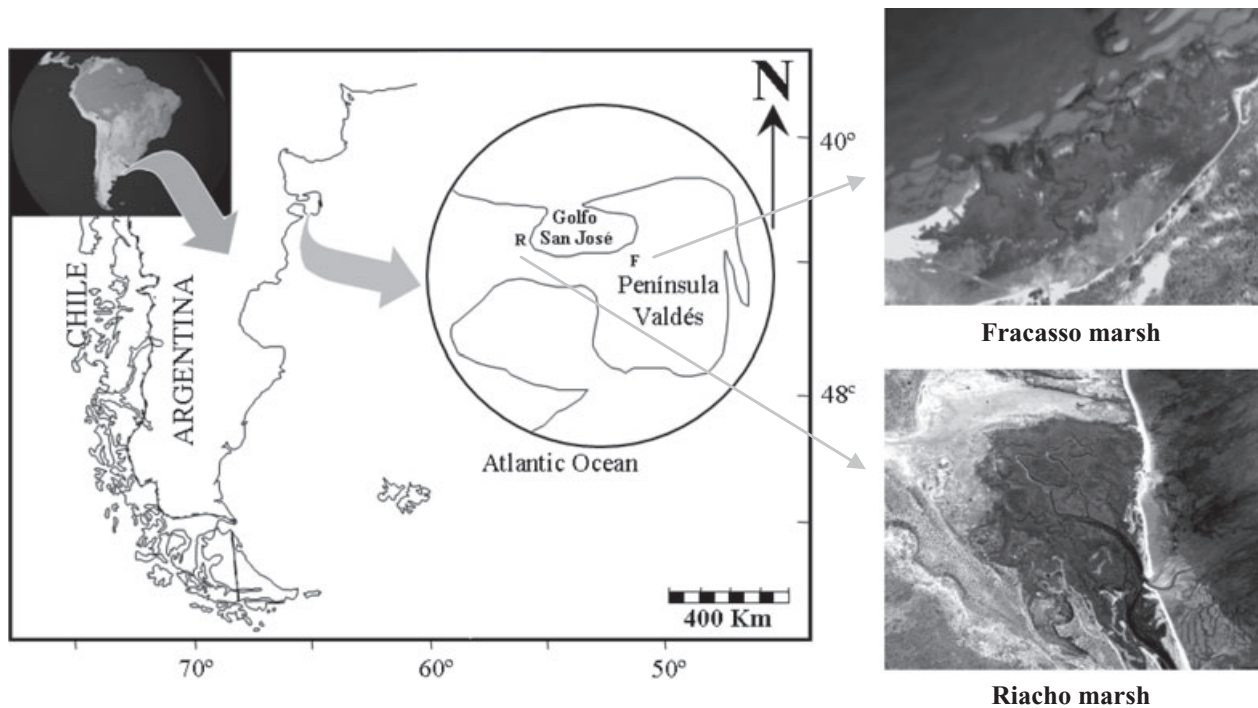 N
40°
Golfo
San José
R
F
Península
Valdés
CHILE
ARGENTINA
48°
Atlantic Ocean
400 Km
70°
60°
50°
Fracasso marsh
Riacho marsh